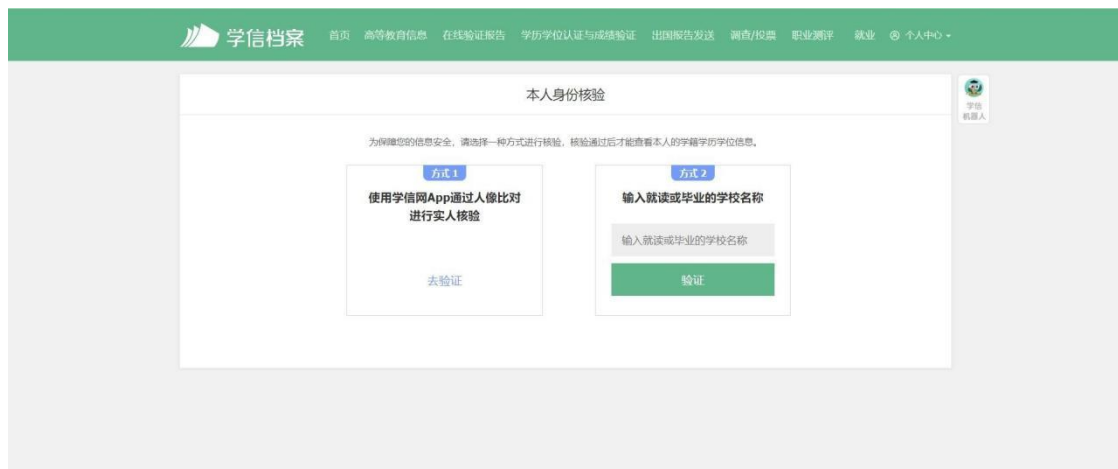 学信档案 首页 高等教育信息 在线验证报告 学历学位认证与成绩验证 出国报告发送 调查/投票 职业测评 就业 个人中心
学信
机器人
本人身份核验
为保障您的信息安全，请选择一种方式进行核验，核验通过后才能查看本人的学籍学历学位信息。
方式 1
使用学信网App通过人像比对
进行实人核验
去验证
方式 2
输入就读或毕业的学校名称
输入就读或毕业的学校名称
验证